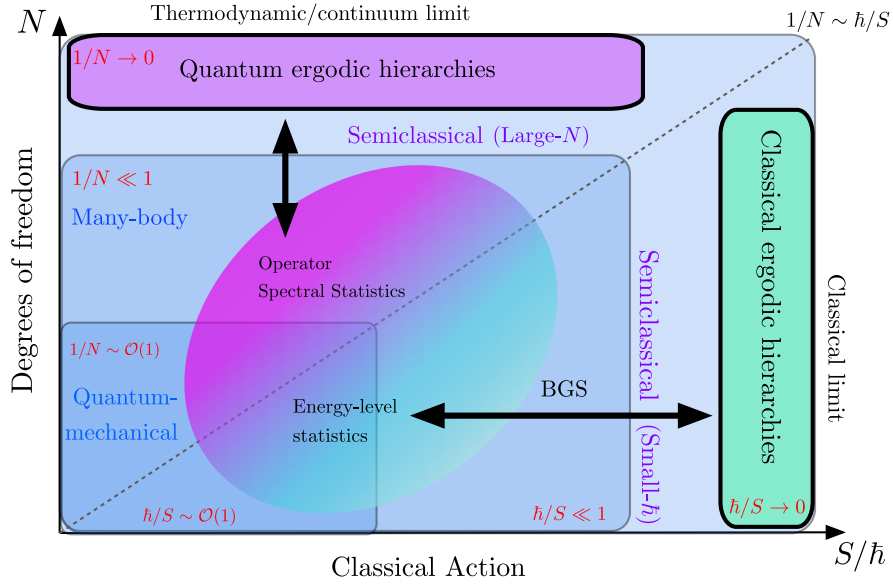 Thermodynamic/continuum limit
N
1/N ∼ ħ/S
1/N → 0
Quantum ergodic hierarchies
Semiclassical (Large-N)
1/N ≪ 1
Many-body
Operator
Spectral Statistics
Degrees of freedom
Semiclassical (Small-ħ)
Classical ergodic hierarchies
Classical limit
1/N ∼ 𝒪(1)
Quantum-
mechanical
Energy-level
statistics
BGS
ħ/S ∼ 𝒪(1)
ħ/S ≪ 1
ħ/S → 0
S/ħ
Classical Action